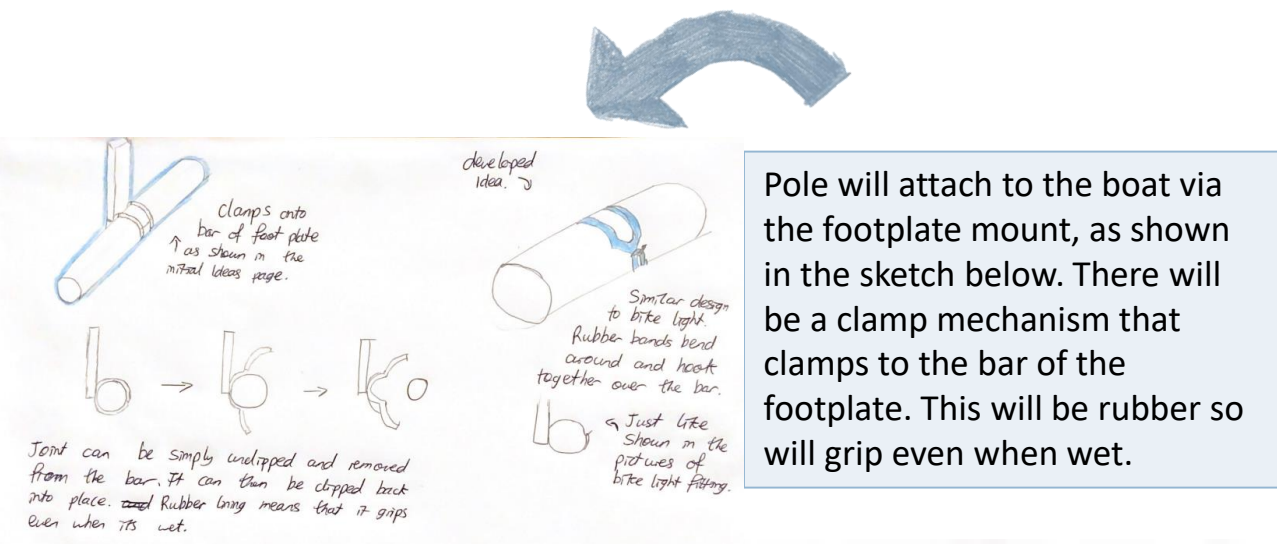 Clamps onto
bar of foot plate
as shown in the
initial Ideas page.
Joint can be simply unclipped and removed
from the bar. It can then be clipped back
into place. and Rubber lining means that it grips
even when its wet.
developed
Idea.
Similar design
to bike light.
Rubber bands bend
around and hook
together over the bar.
Just like
shown in the
pictures of
bike light fitting.
Pole will attach to the boat via
the footplate mount, as shown
in the sketch below. There will
be a clamp mechanism that
clamps to the bar of the
footplate. This will be rubber so
will grip even when wet.